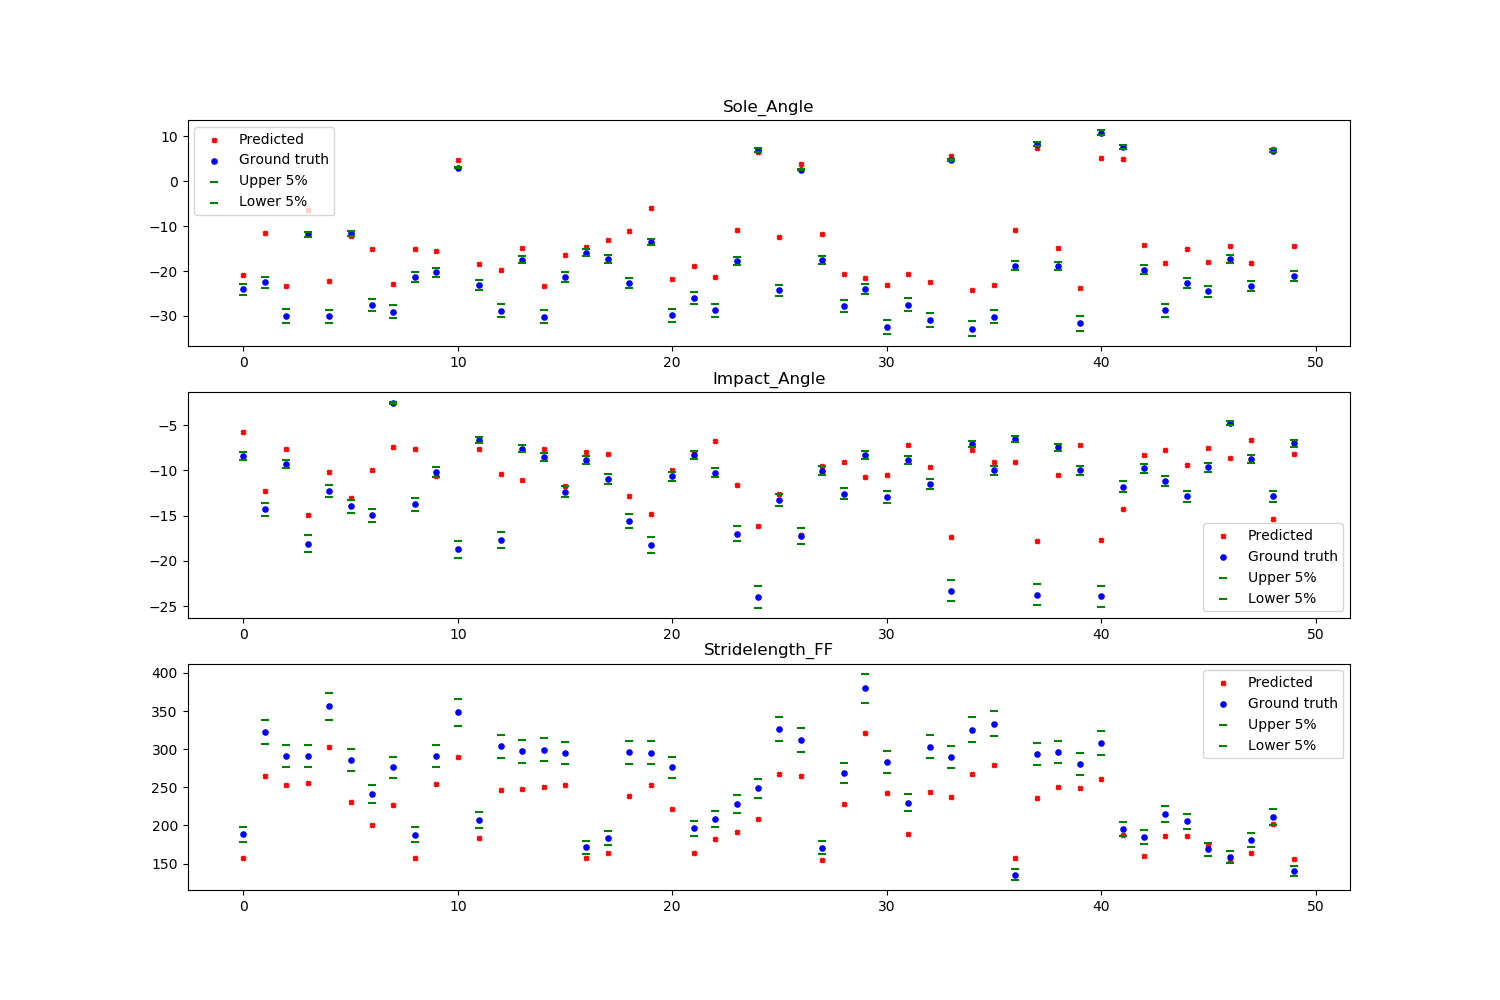 Sole_Angle
10
0
−10
−20
−30
Predicted
Ground truth
Upper 5%
Lower 5%
0 10 20 30 40 50
Impact_Angle
−5
−10
−15
−20
−25
Predicted
Ground truth
Upper 5%
Lower 5%
0 10 20 30 40 50
Stridelength_FF
400
350
300
250
200
150
Predicted
Ground truth
Upper 5%
Lower 5%
0 10 20 30 40 50